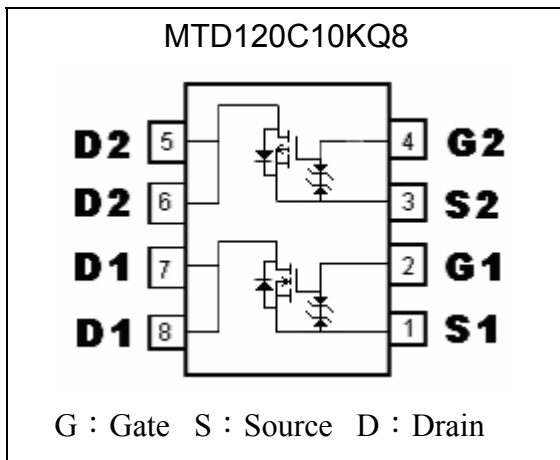 MTD120C10KQ8
D2 5 4 G2
D2 6 3 S2
D1 7 2 G1
D1 8 1 S1
G：Gate S：Source D：Drain